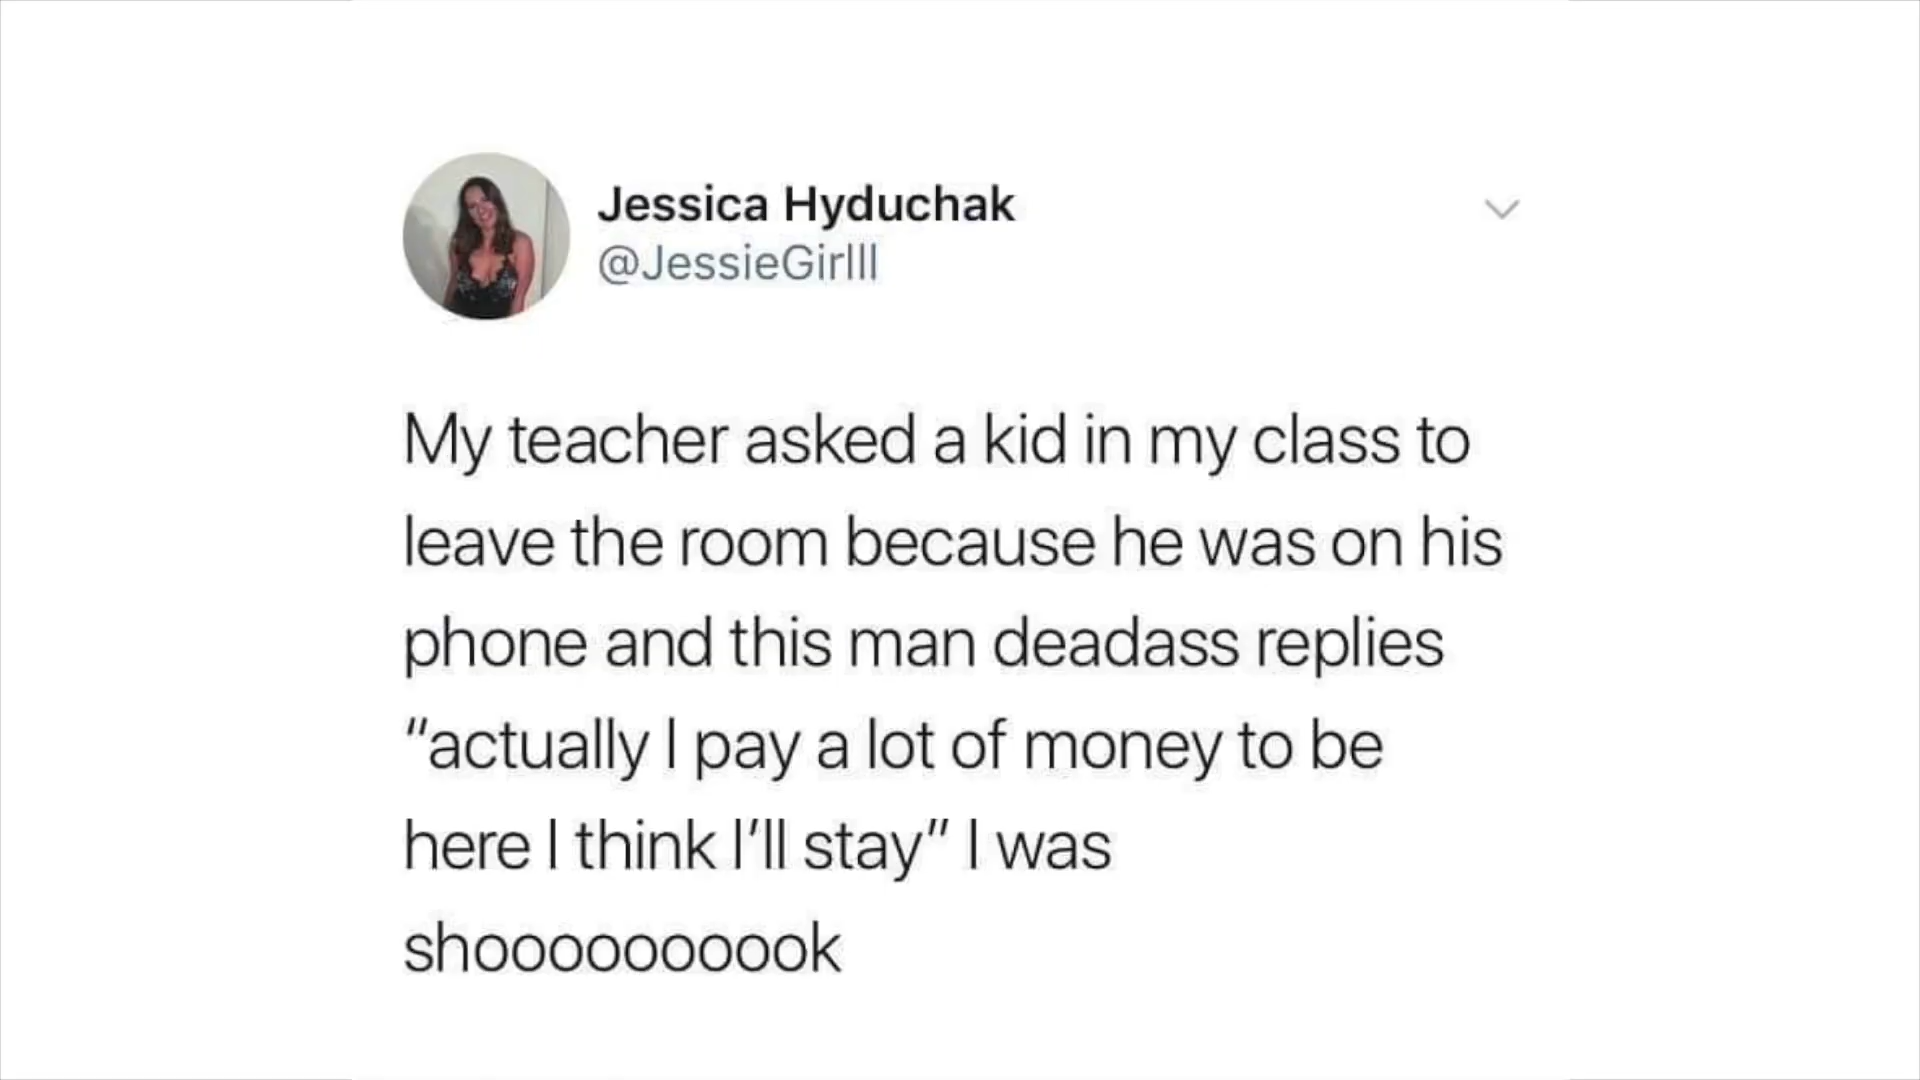 Jessica Hyduchak
@JessieGirlll
My teacher asked a kid in my class to
leave the room because he was on his
phone and this man deadass replies
"actually I pay a lot of money to be
here I think I'll stay" I was
shooooooooook